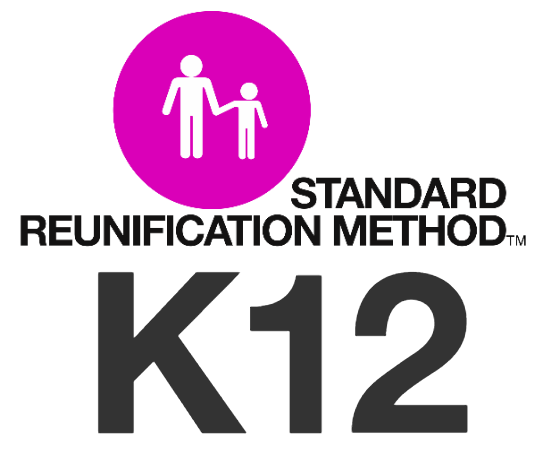 STANDARD
REUNIFICATION METHOD™
K12